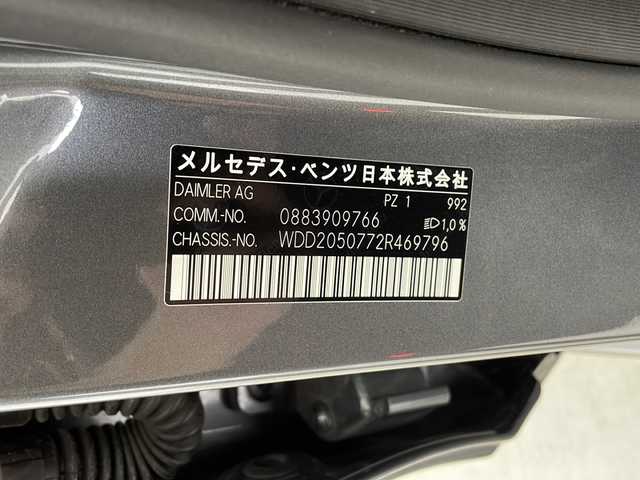 メルセデス・ベンツ日本株式会社
DAIMLER AG PZ 1 992
COMM.-NO. 0883909766 1,0%
CHASSIS.-NO. WDD2050772R469796